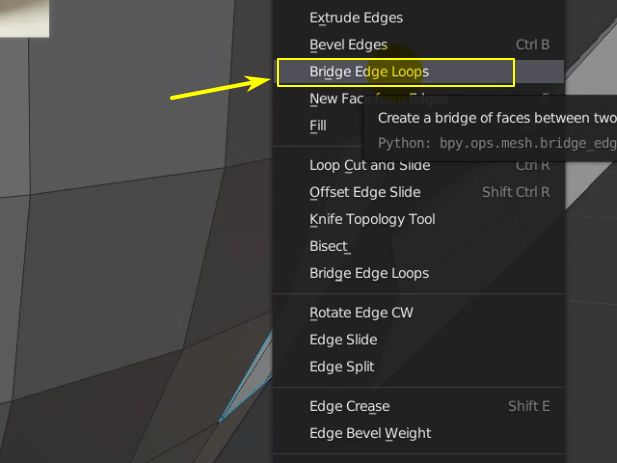 Extrude Edges
Bevel Edges Ctrl B
Bridge Edge Loops
New Face from Edges F
Create a bridge of faces between two
Fill
Python: bpy.ops.mesh.bridge_edg
Loop Cut and Slide Ctrl R
Offset Edge Slide Shift Ctrl R
Knife Topology Tool
Bisect
Bridge Edge Loops
Rotate Edge CW
Edge Slide
Edge Split
Edge Crease Shift E
Edge Bevel Weight